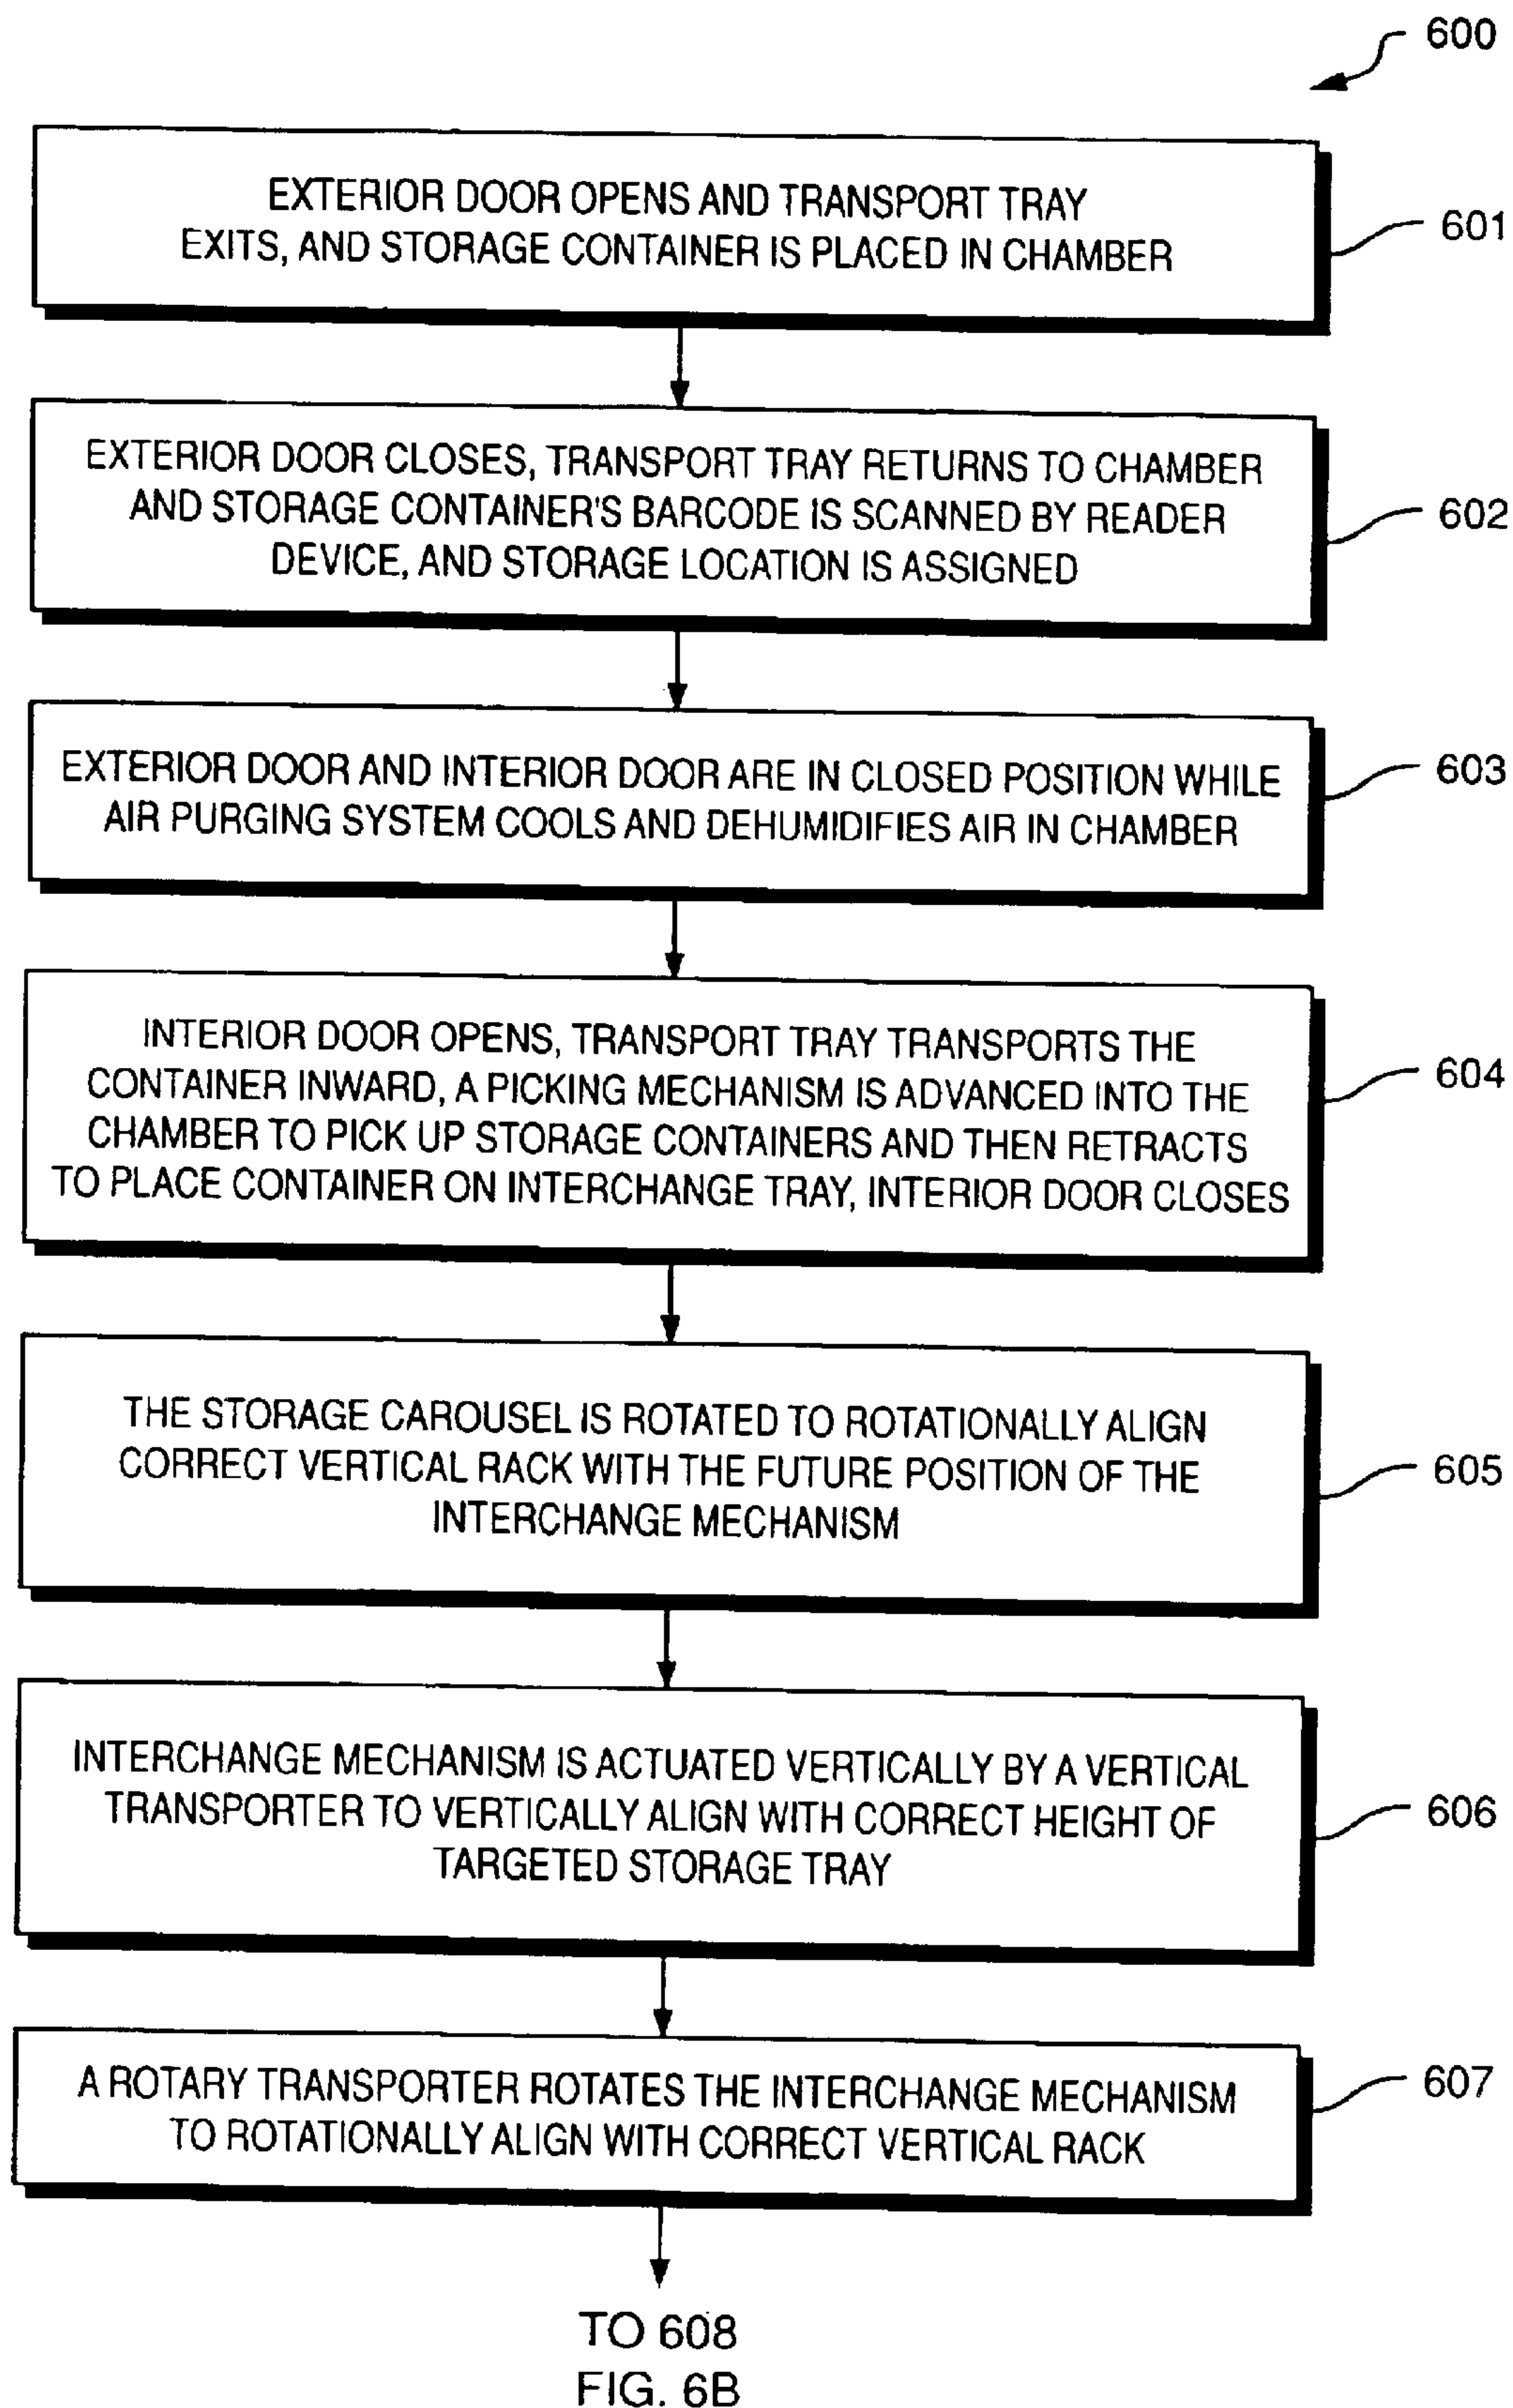 600
EXTERIOR DOOR OPENS AND TRANSPORT TRAY
EXITS, AND STORAGE CONTAINER IS PLACED IN CHAMBER
601
EXTERIOR DOOR CLOSES, TRANSPORT TRAY RETURNS TO CHAMBER
AND STORAGE CONTAINER'S BARCODE IS SCANNED BY READER
DEVICE, AND STORAGE LOCATION IS ASSIGNED
602
EXTERIOR DOOR AND INTERIOR DOOR ARE IN CLOSED POSITION WHILE
AIR PURGING SYSTEM COOLS AND DEHUMIDIFIES AIR IN CHAMBER
603
INTERIOR DOOR OPENS, TRANSPORT TRAY TRANSPORTS THE
CONTAINER INWARD, A PICKING MECHANISM IS ADVANCED INTO THE
CHAMBER TO PICK UP STORAGE CONTAINERS AND THEN RETRACTS
TO PLACE CONTAINER ON INTERCHANGE TRAY, INTERIOR DOOR CLOSES
604
THE STORAGE CAROUSEL IS ROTATED TO ROTATIONALLY ALIGN
CORRECT VERTICAL RACK WITH THE FUTURE POSITION OF THE
INTERCHANGE MECHANISM
605
INTERCHANGE MECHANISM IS ACTUATED VERTICALLY BY A VERTICAL
TRANSPORTER TO VERTICALLY ALIGN WITH CORRECT HEIGHT OF
TARGETED STORAGE TRAY
606
A ROTARY TRANSPORTER ROTATES THE INTERCHANGE MECHANISM
TO ROTATIONALLY ALIGN WITH CORRECT VERTICAL RACK
607
TO 608
FIG. 6B